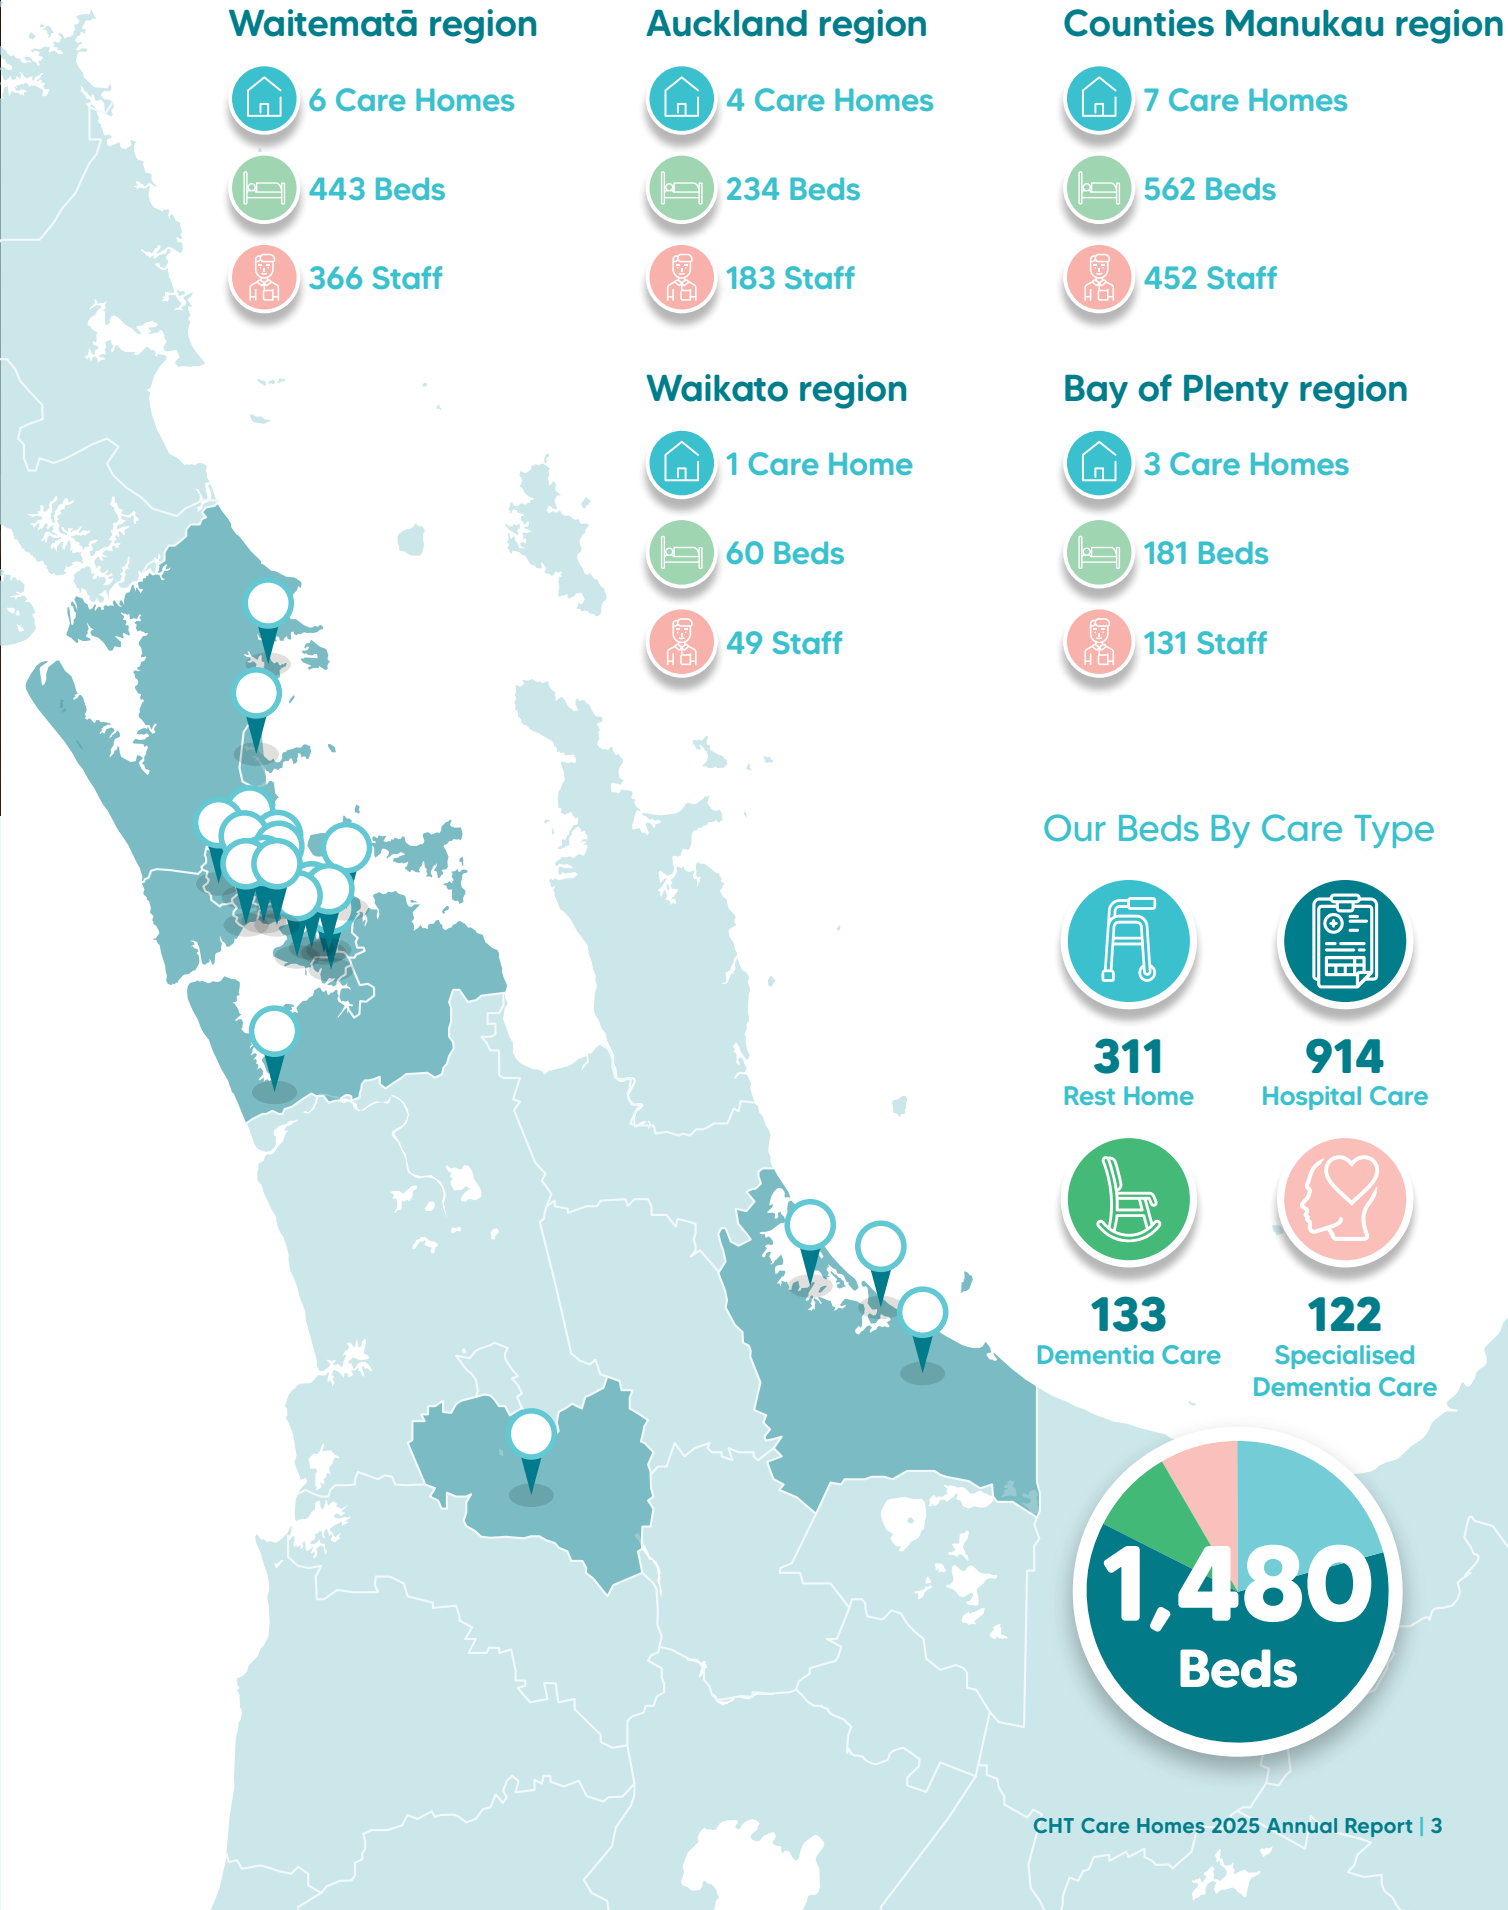 Waitematā region
6 Care Homes
443 Beds
366 Staff
Auckland region
4 Care Homes
234 Beds
183 Staff
Counties Manukau region
7 Care Homes
562 Beds
452 Staff
Waikato region
1 Care Home
60 Beds
49 Staff
Bay of Plenty region
3 Care Homes
181 Beds
131 Staff
Our Beds By Care Type
311
Rest Home
914
Hospital Care
133
Dementia Care
122
Specialised
Dementia Care
1,480
Beds
CHT Care Homes 2025 Annual Report | 3